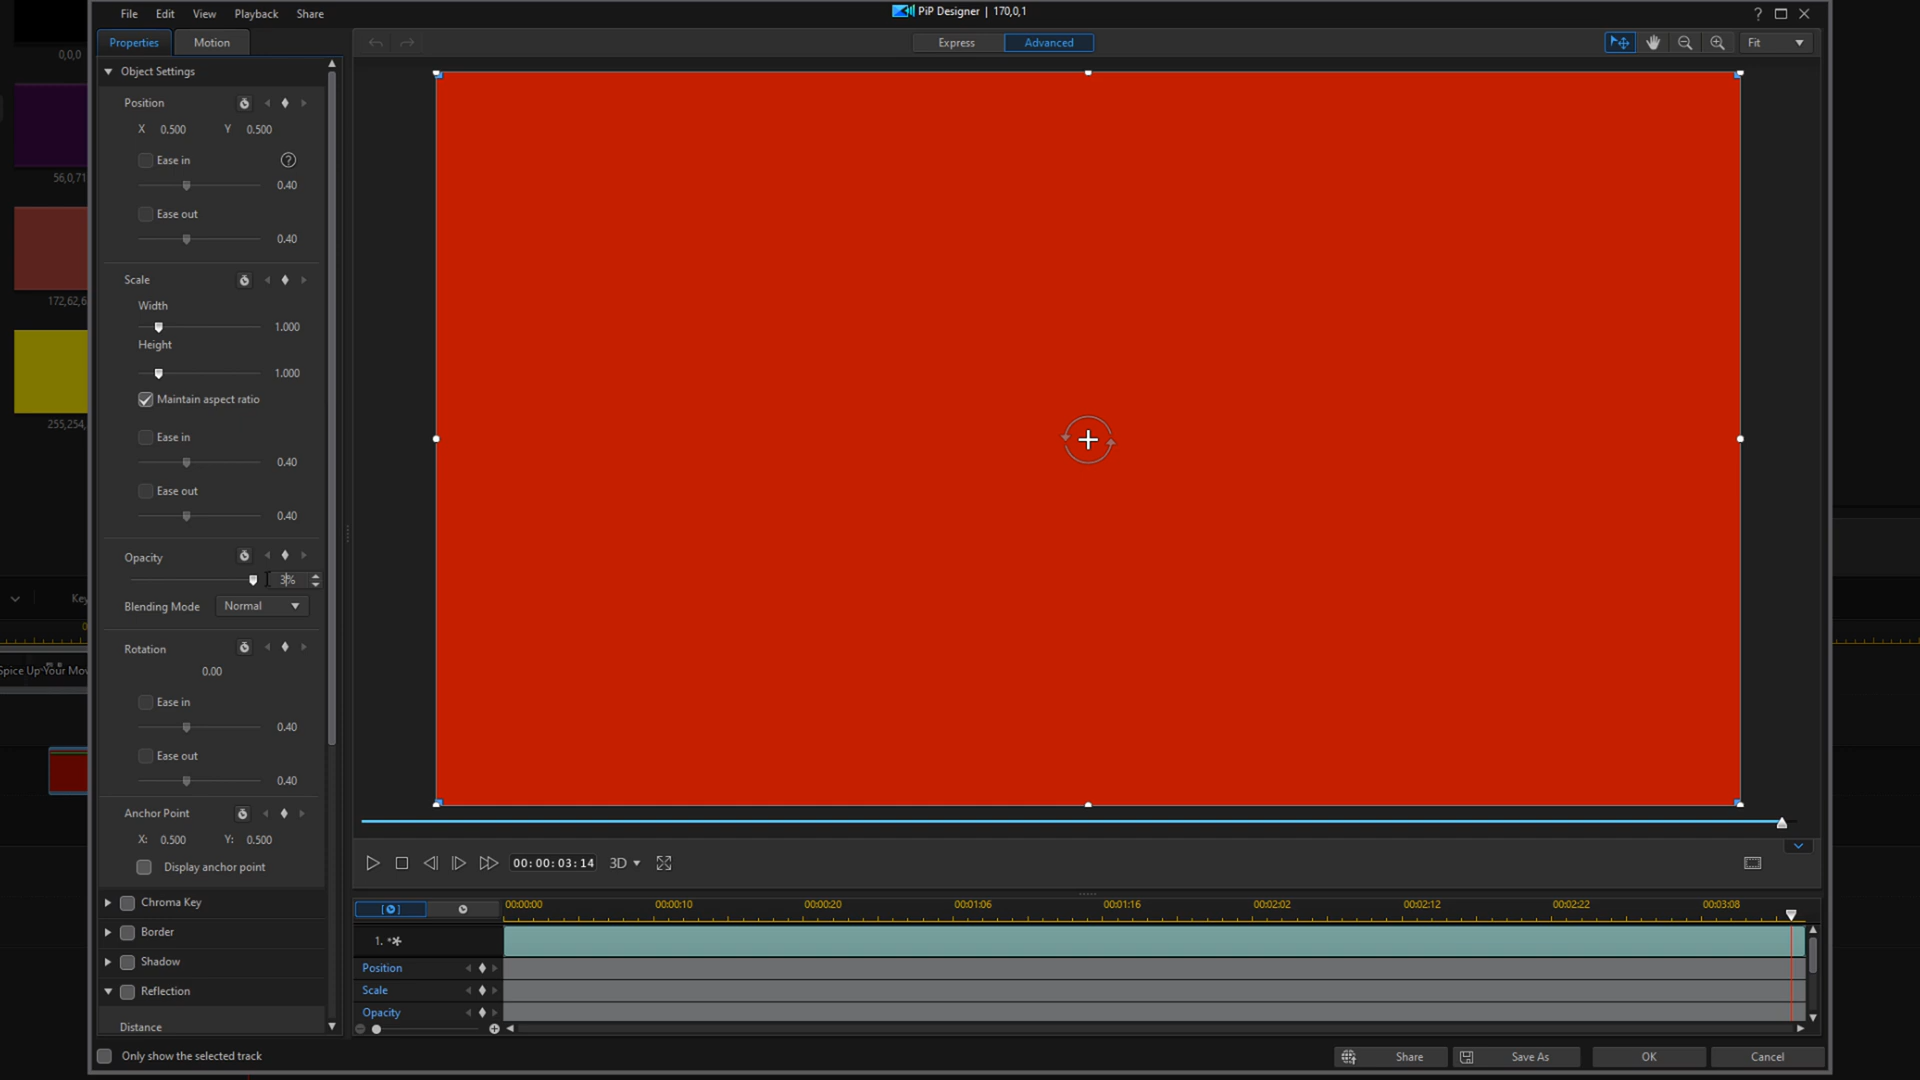 File Edit View Playback Share
PiP Designer | 170,0,1
?
Properties Motion
Express Advanced
Fit
0,0,0
56,0,71
172,62,6
255,254,
Key
Spice Up Your Mov
Object Settings
Position
X 0.500 Y 0.500
Ease in ?
0.40
Ease out
0.40
Scale
Width
1.000
Height
1.000
Maintain aspect ratio
Ease in
0.40
Ease out
0.40
Opacity
3%
Blending Mode Normal
Rotation
0.00
Ease in
0.40
Ease out
0.40
Anchor Point
X: 0.500 Y: 0.500
Display anchor point
Chroma Key
Border
Shadow
Reflection
Distance
00:00:03:14 3D
00:00:00 00:00:10 00:00:20 00:01:06 00:01:16 00:02:02 00:02:12 00:02:22 00:03:08
1.
Position
Scale
Opacity
Only show the selected track
Share Save As OK Cancel